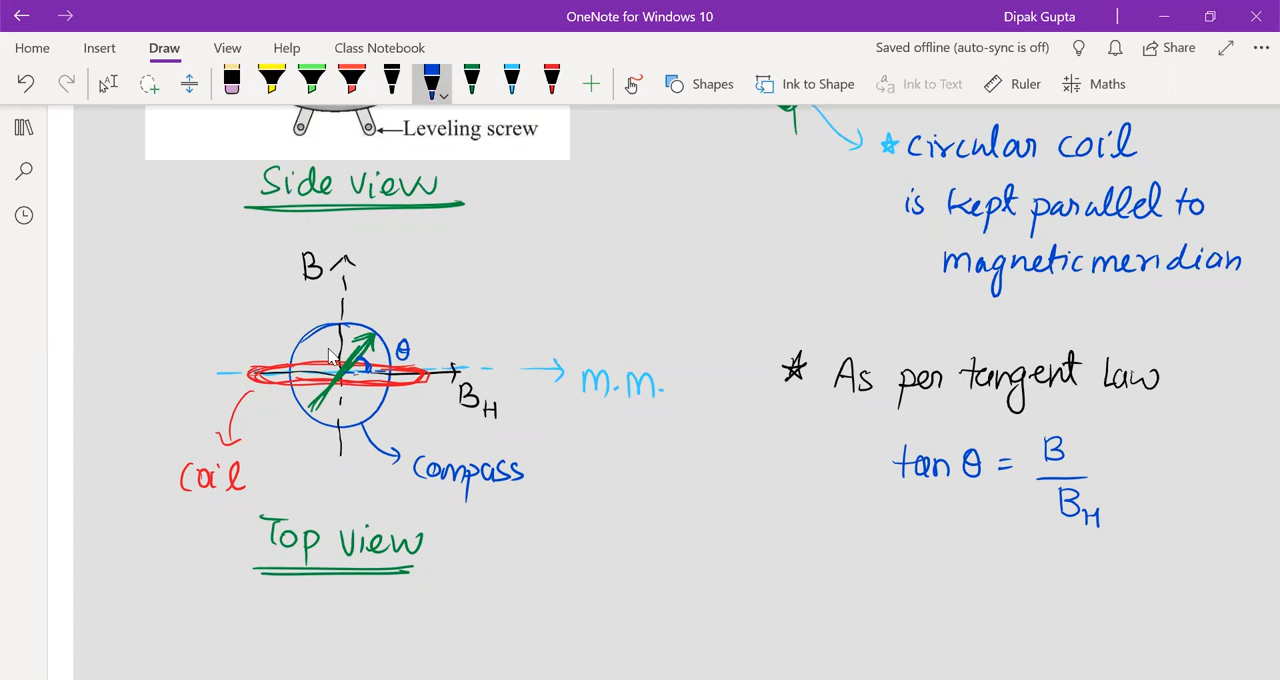 OneNote for Windows 10
Dipak Gupta
Home Insert Draw View Help Class Notebook
Saved offline (auto-sync is off)
Share
Shapes
Ink to Shape
Ink to Text
Ruler
Maths
Leveling screw
Side view
B
θ
B_H
m.m.
coil
compass
Top view
* circular coil
is kept parallel to
magnetic meridian
* As per tangent Law
tan θ = B / B_H